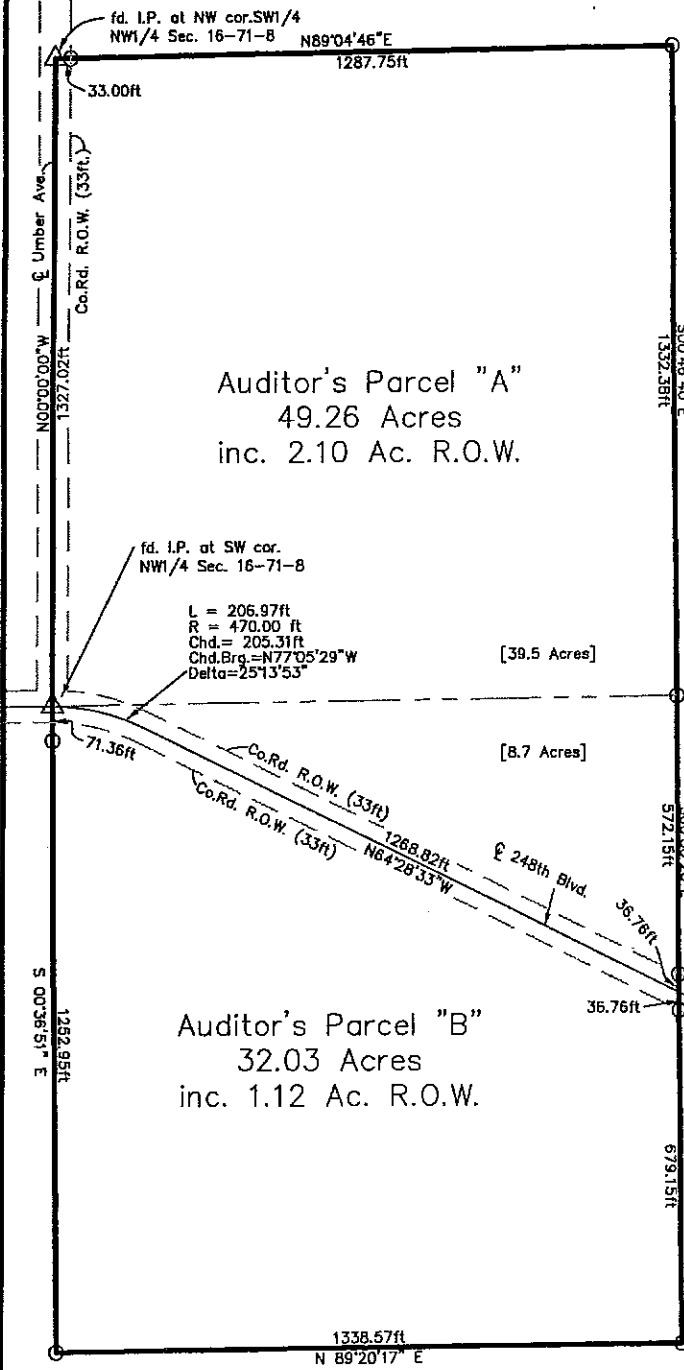 fd. I.P. at NW cor.SW1/4
NW1/4 Sec. 16-71-8
N89°04'46"E
1287.75ft
33.00ft
℄ Umber Ave.
Co.Rd. R.O.W. (33ft.)
N00°00'00"W
1327.02ft
1332.38ft
Auditor's Parcel "A"
49.26 Acres
inc. 2.10 Ac. R.O.W.
fd. I.P. at SW cor.
NW1/4 Sec. 16-71-8
L = 206.97ft
R = 470.00 ft
Chd.= 205.31ft
Chd.Brg.=N77°05'29"W
Delta=25°13'53"
[39.5 Acres]
[8.7 Acres]
71.36ft
Co.Rd. R.O.W. (33ft)
Co.Rd. R.O.W. (33ft)
1268.82ft
N64°28'33"W
℄ 248th Blvd.
572.15ft
36.76ft
36.76ft
S 00°36'51" E
1252.95ft
Auditor's Parcel "B"
32.03 Acres
inc. 1.12 Ac. R.O.W.
679.15ft
1338.57ft
N 89°20'17" E